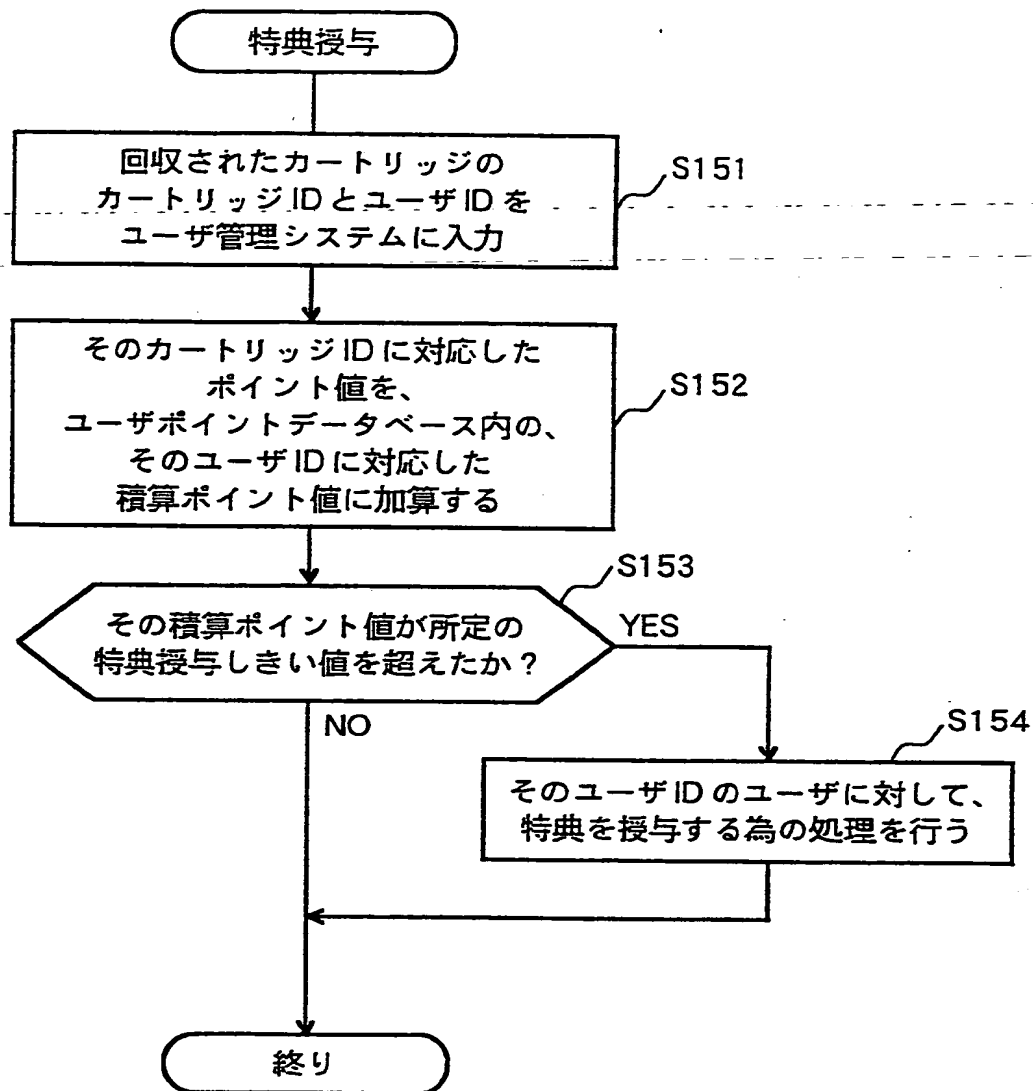 特典授与
回収されたカートリッジの
カートリッジIDとユーザIDを
ユーザ管理システムに入力
S151
そのカートリッジIDに対応した
ポイント値を、
ユーザポイントデータベース内の、
そのユーザIDに対応した
積算ポイント値に加算する
S152
S153
その積算ポイント値が所定の
特典授与しきい値を超えたか?
YES
NO
S154
そのユーザIDのユーザに対して、
特典を授与する為の処理を行う
終り